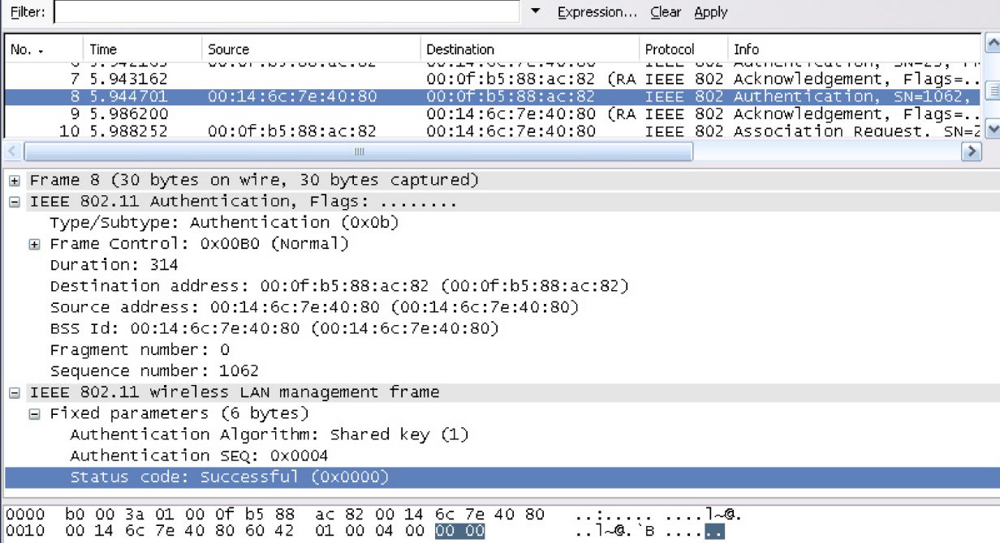 Filter: Expression... Clear Apply
No. Time Source Destination Protocol Info
7 5.943162 00:0f:b5:88:ac:82 (RA IEEE 802 Acknowledgement, Flags=..
8 5.944701 00:14:6c:7e:40:80 00:0f:b5:88:ac:82 IEEE 802 Authentication, SN=1062,
9 5.986200 00:14:6c:7e:40:80 (RA IEEE 802 Acknowledgement, Flags=..
10 5.988252 00:0f:b5:88:ac:82 00:14:6c:7e:40:80 IEEE 802 Association Request, SN=2
Frame 8 (30 bytes on wire, 30 bytes captured)
IEEE 802.11 Authentication, Flags: ........
Type/Subtype: Authentication (0x0b)
Frame Control: 0x00B0 (Normal)
Duration: 314
Destination address: 00:0f:b5:88:ac:82 (00:0f:b5:88:ac:82)
Source address: 00:14:6c:7e:40:80 (00:14:6c:7e:40:80)
BSS Id: 00:14:6c:7e:40:80 (00:14:6c:7e:40:80)
Fragment number: 0
Sequence number: 1062
IEEE 802.11 wireless LAN management frame
Fixed parameters (6 bytes)
Authentication Algorithm: Shared key (1)
Authentication SEQ: 0x0004
Status code: Successful (0x0000)
0000 b0 00 3a 01 00 0f b5 88 ac 82 00 14 6c 7e 40 80 ..:..... ....l~@.
0010 00 14 6c 7e 40 80 60 42 01 00 04 00 00 00 ..l~@.`B ......